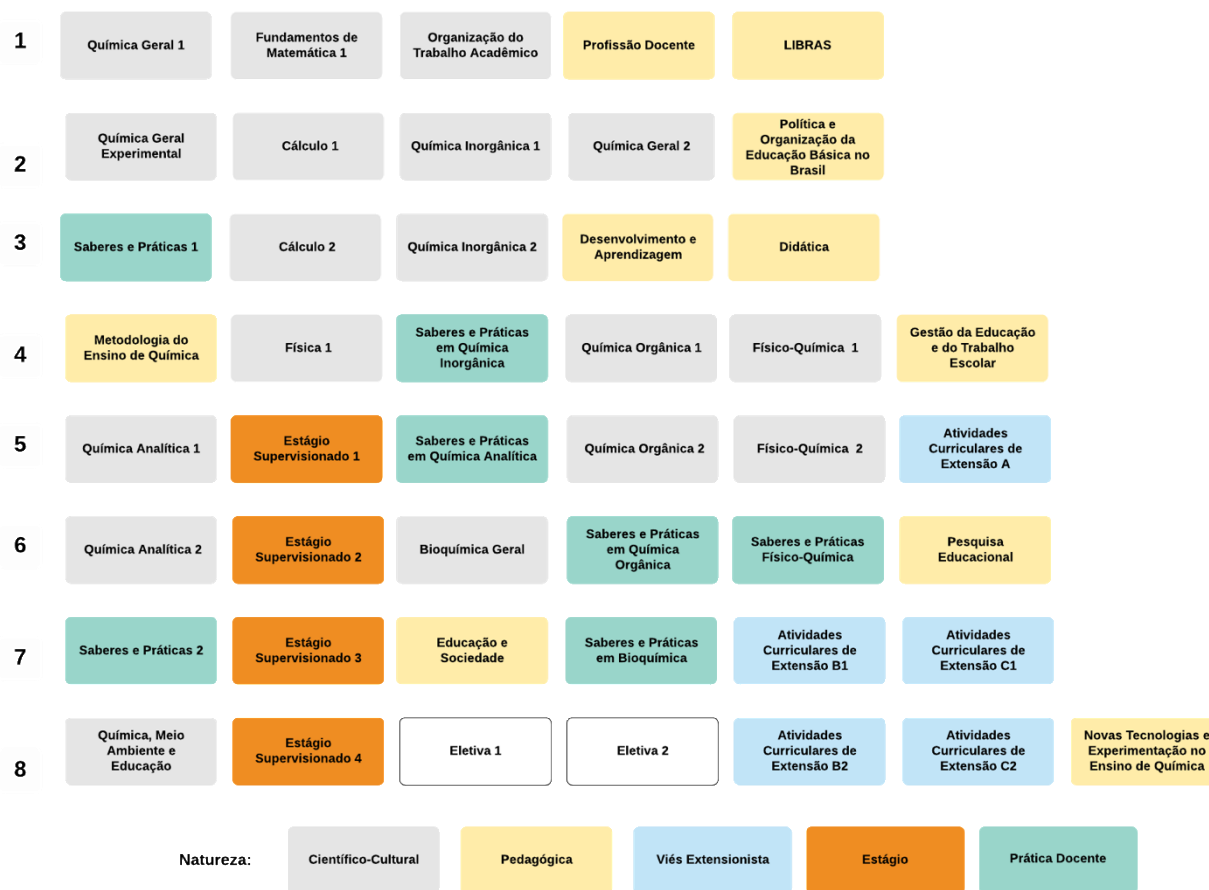 1
Química Geral 1
Fundamentos de
Matemática 1
Organização do
Trabalho Acadêmico
Profissão Docente
LIBRAS
2
Química Geral
Experimental
Cálculo 1
Química Inorgânica 1
Química Geral 2
Política e
Organização da
Educação Básica no
Brasil
3
Saberes e Práticas 1
Cálculo 2
Química Inorgânica 2
Desenvolvimento e
Aprendizagem
Didática
4
Metodologia do
Ensino de Química
Física 1
Saberes e Práticas
em Química
Inorgânica
Química Orgânica 1
Físico-Química 1
Gestão da Educação
e do Trabalho
Escolar
5
Química Analítica 1
Estágio
Supervisionado 1
Saberes e Práticas
em Química Analítica
Química Orgânica 2
Físico-Química 2
Atividades
Curriculares de
Extensão A
6
Química Analítica 2
Estágio
Supervisionado 2
Bioquímica Geral
Saberes e Práticas
em Química
Orgânica
Saberes e Práticas
Físico-Química
Pesquisa
Educacional
7
Saberes e Práticas 2
Estágio
Supervisionado 3
Educação e
Sociedade
Saberes e Práticas
em Bioquímica
Atividades
Curriculares de
Extensão B1
Atividades
Curriculares de
Extensão C1
8
Química, Meio
Ambiente e
Educação
Estágio
Supervisionado 4
Eletiva 1
Eletiva 2
Atividades
Curriculares de
Extensão B2
Atividades
Curriculares de
Extensão C2
Novas Tecnologias e
Experimentação no
Ensino de Química
Natureza:
Científico-Cultural
Pedagógica
Viés Extensionista
Estágio
Prática Docente